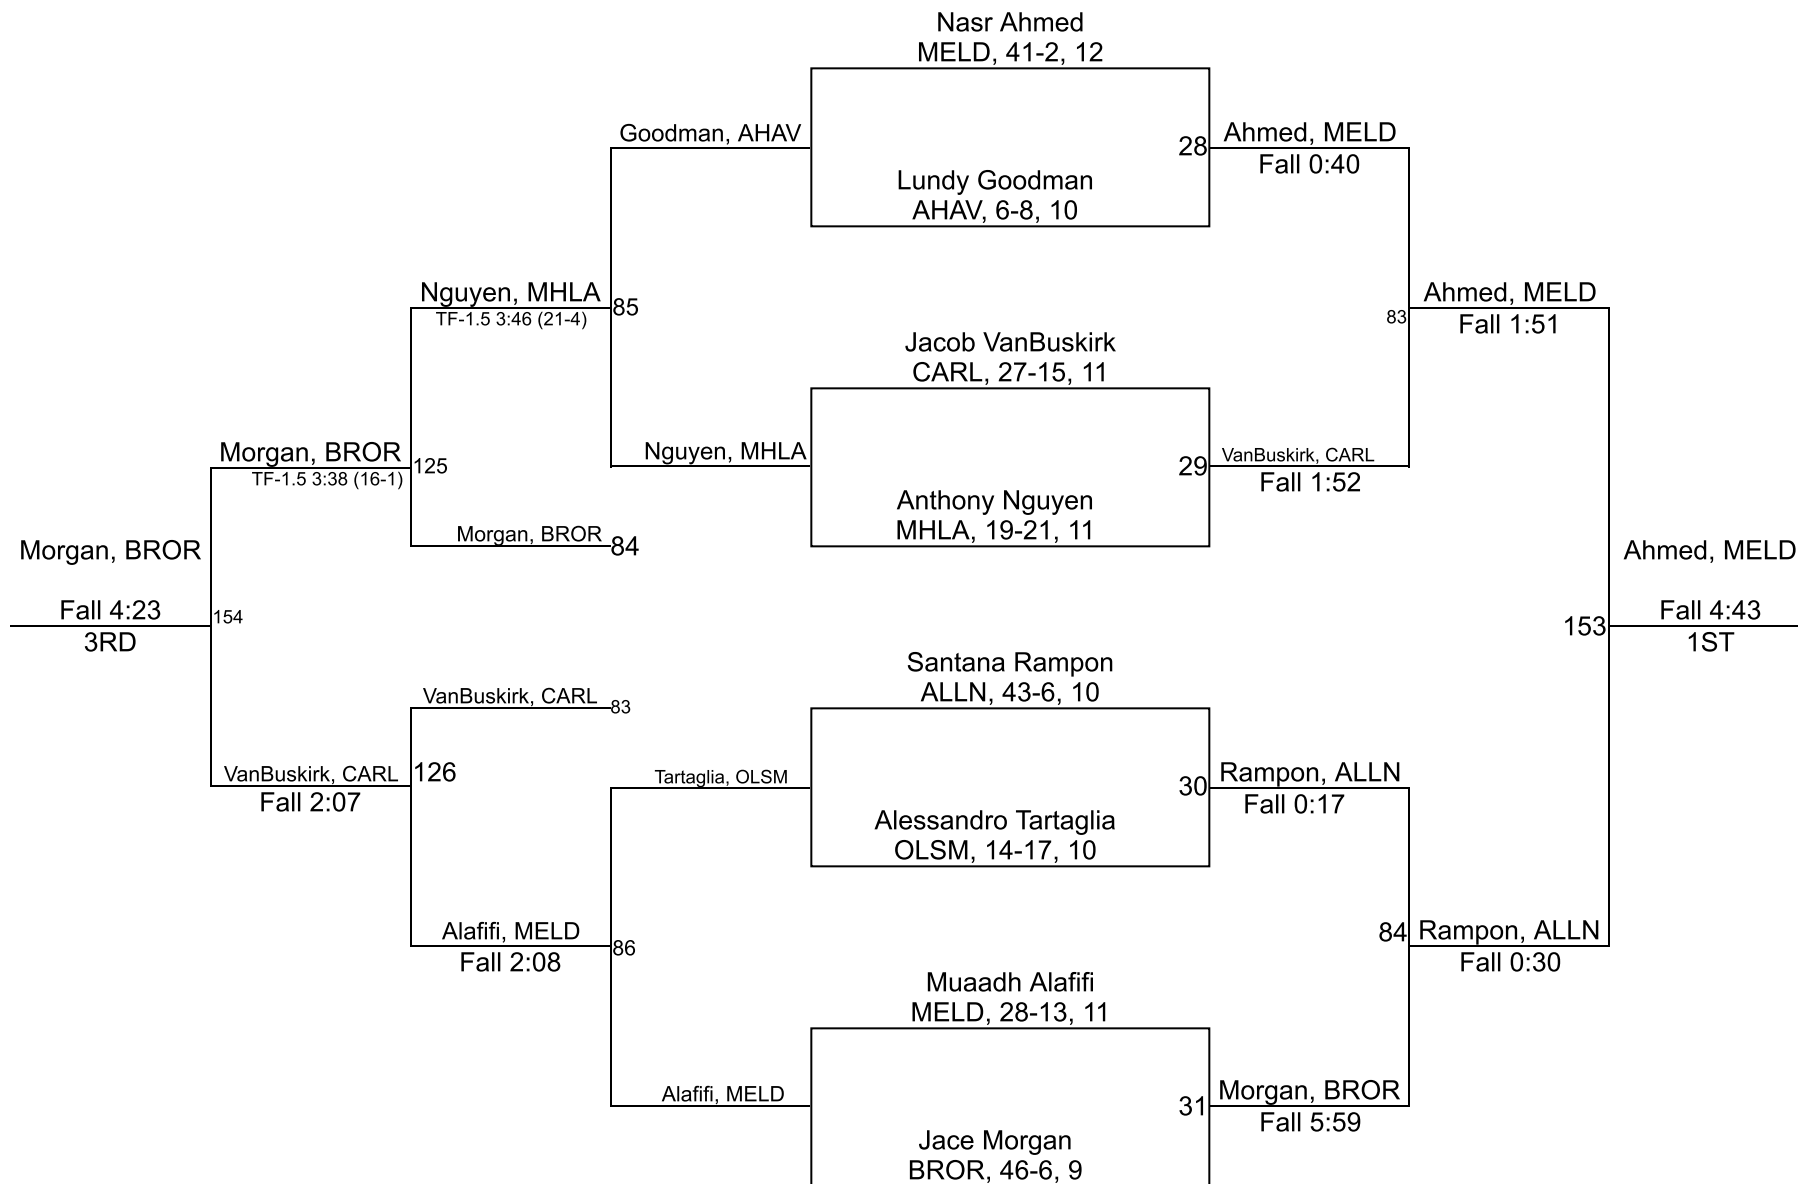 Nasr Ahmed
MELD, 41-2, 12
Goodman, AHAV
28
Ahmed, MELD
Fall 0:40
Lundy Goodman
AHAV, 6-8, 10
Nguyen, MHLA
TF-1.5 3:46 (21-4)
85
83
Ahmed, MELD
Fall 1:51
Jacob VanBuskirk
CARL, 27-15, 11
Morgan, BROR
TF-1.5 3:38 (16-1)
125
Nguyen, MHLA
29
VanBuskirk, CARL
Fall 1:52
Anthony Nguyen
MHLA, 19-21, 11
Morgan, BROR
84
Morgan, BROR
Fall 4:23
3RD
154
Ahmed, MELD
153
Fall 4:43
1ST
Santana Rampon
ALLN, 43-6, 10
VanBuskirk, CARL
83
VanBuskirk, CARL
Fall 2:07
126
Tartaglia, OLSM
30
Rampon, ALLN
Fall 0:17
Alessandro Tartaglia
OLSM, 14-17, 10
Alafifi, MELD
Fall 2:08
86
84
Rampon, ALLN
Fall 0:30
Muaadh Alafifi
MELD, 28-13, 11
Alafifi, MELD
31
Morgan, BROR
Fall 5:59
Jace Morgan
BROR, 46-6, 9